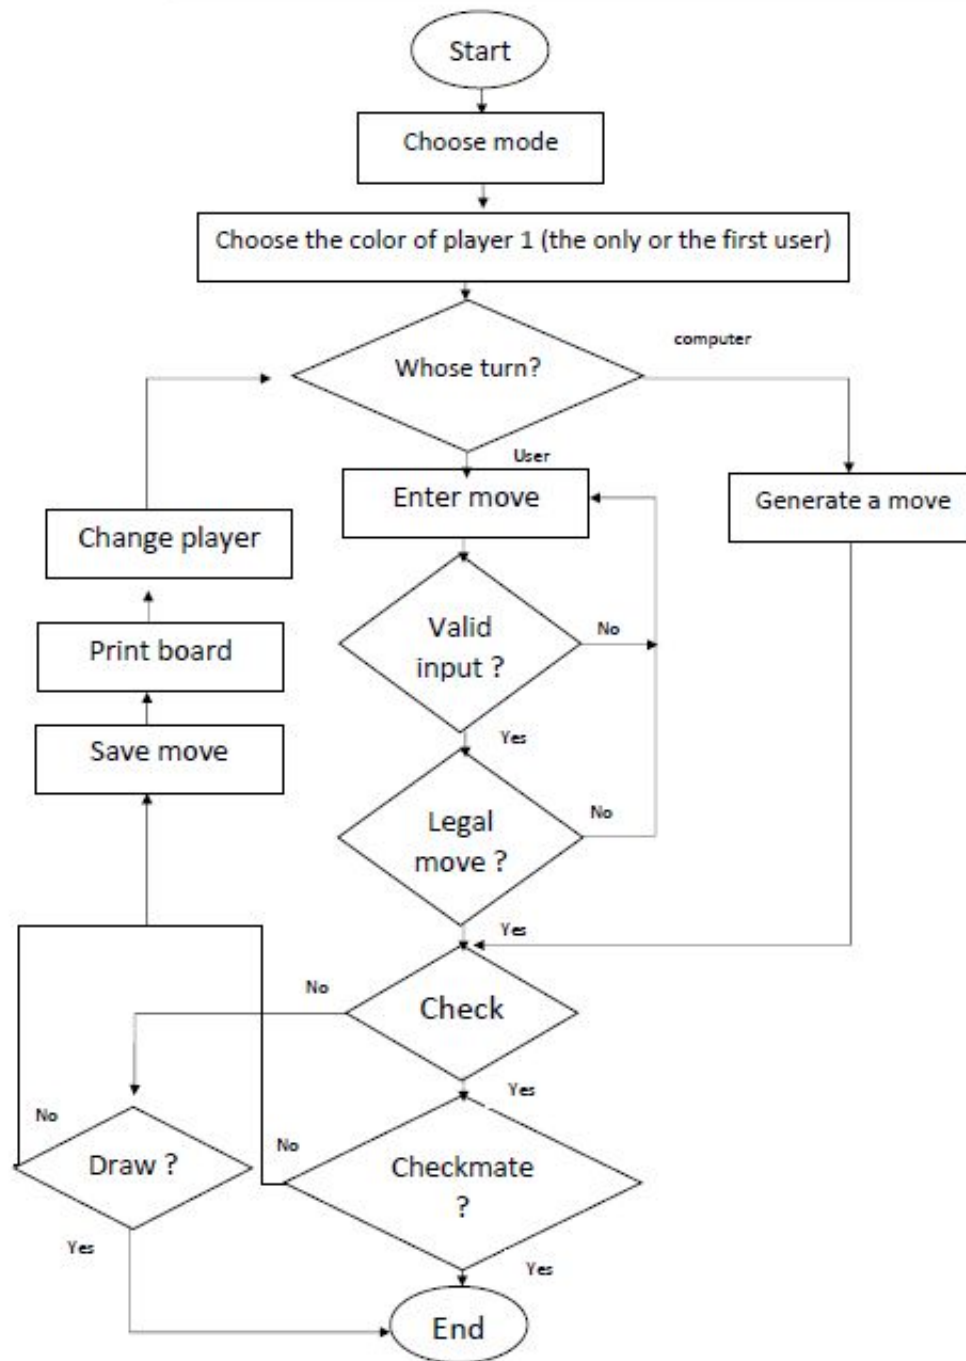 Start
Choose mode
Choose the color of player 1 (the only or the first user)
Whose turn?
computer
User
Enter move
Generate a move
Change player
Valid
input ?
No
Print board
Yes
Save move
Legal
move ?
No
Yes
Check
No
Yes
Draw ?
No
Checkmate
?
No
Yes
Yes
End